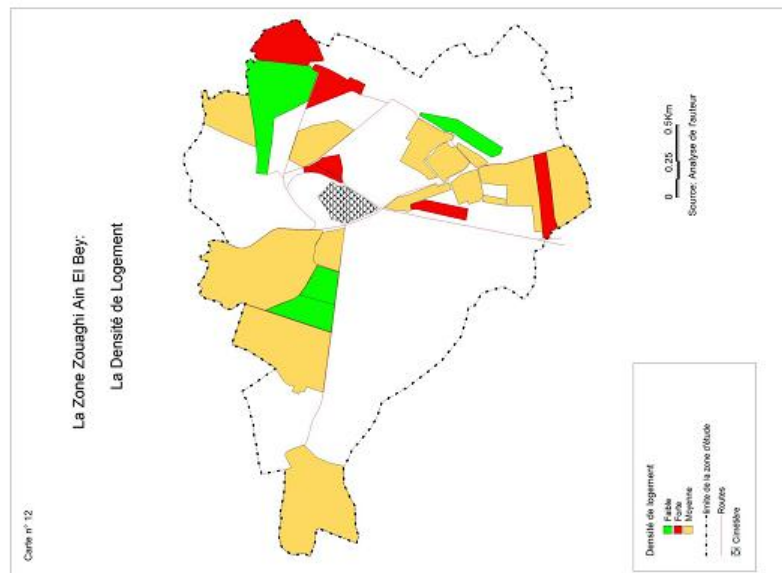 Carte n° 12
La Zone Zouaghi Ain El Bey:
La Densité de Logement
0 0.25 0.5Km
Source: Analyse de l'auteur
Densité de logement
Faible
Forte
Moyenne
limite de la zone d'étude
Routes
Cimetère